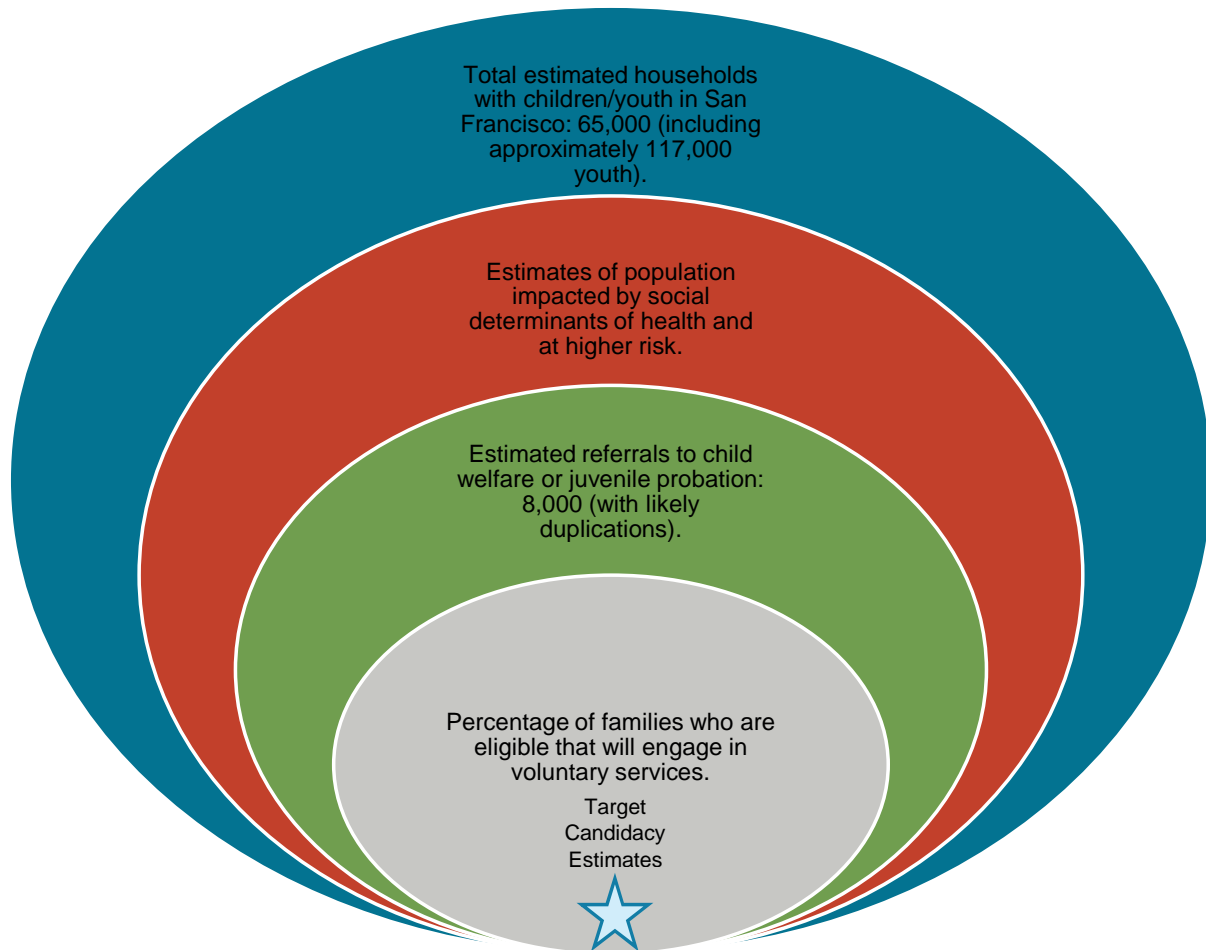 Total estimated households
with children/youth in San
Francisco: 65,000 (including
approximately 117,000
youth).
Estimates of population
impacted by social
determinants of health and
at higher risk.
Estimated referrals to child
welfare or juvenile probation:
8,000 (with likely
duplications).
Percentage of families who are
eligible that will engage in
voluntary services.
Target
Candidacy
Estimates